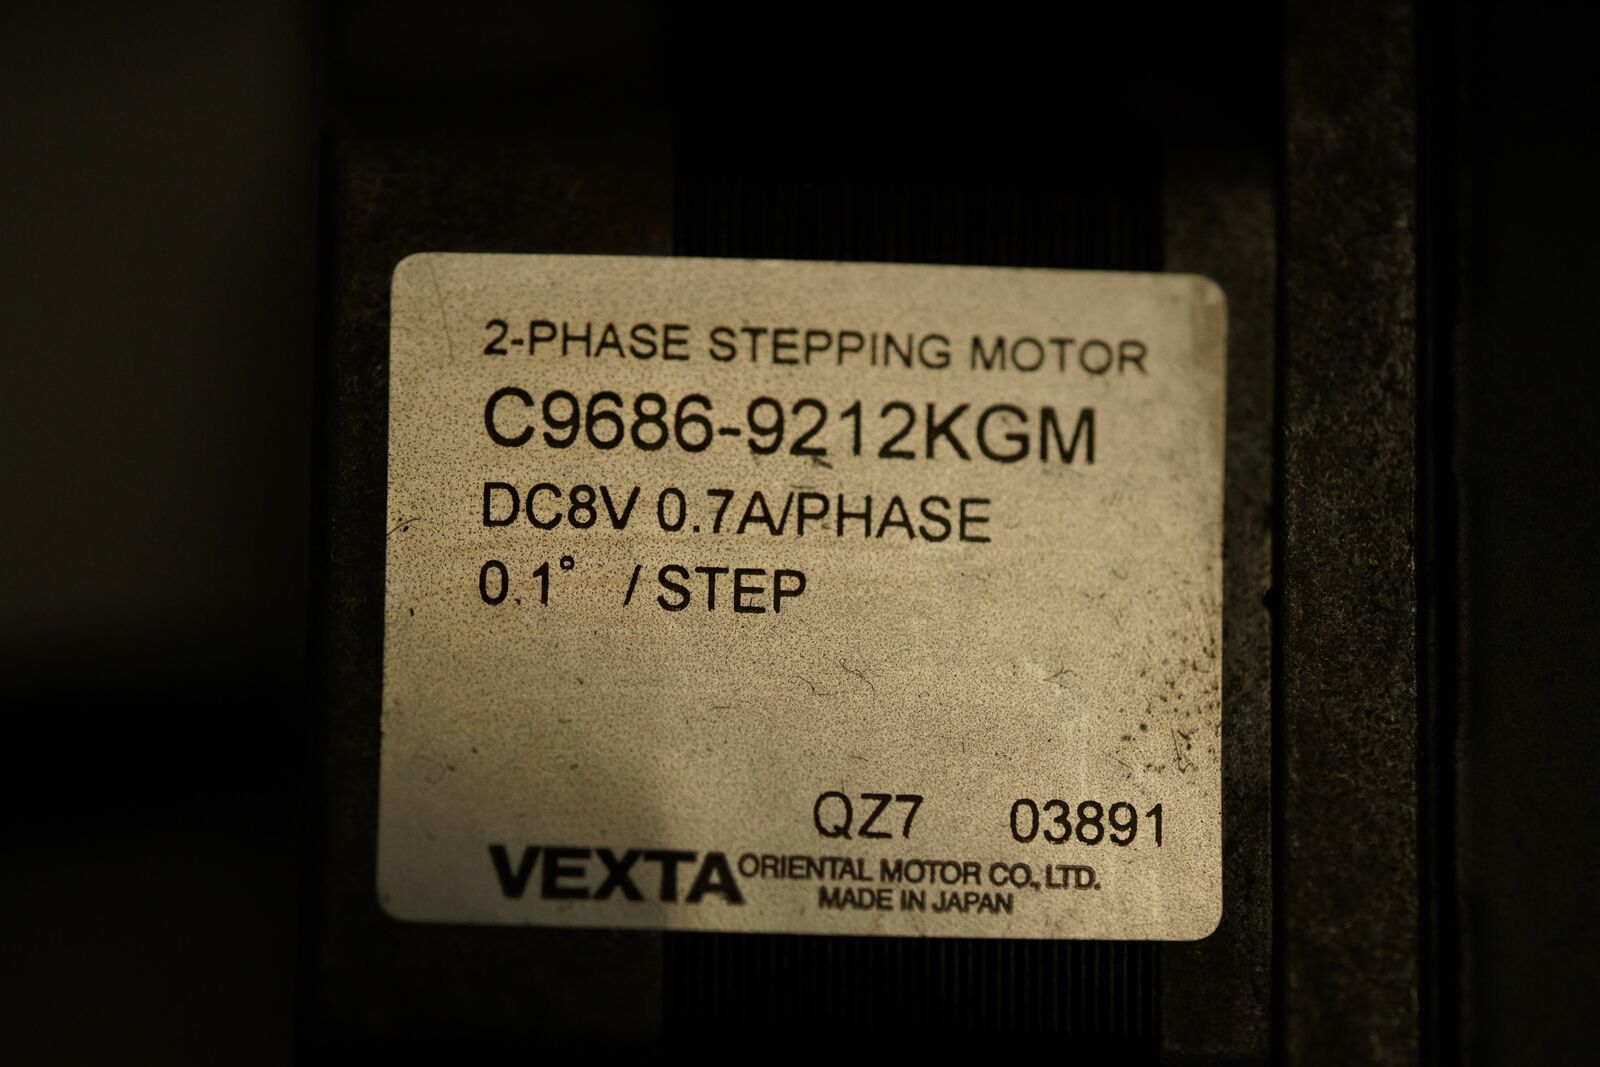 2-PHASE STEPPING MOTOR
C9686-9212KGM
DC8V 0.7A/PHASE
0.1° / STEP
QZ7 03891
VEXTA ORIENTAL MOTOR CO., LTD.
MADE IN JAPAN